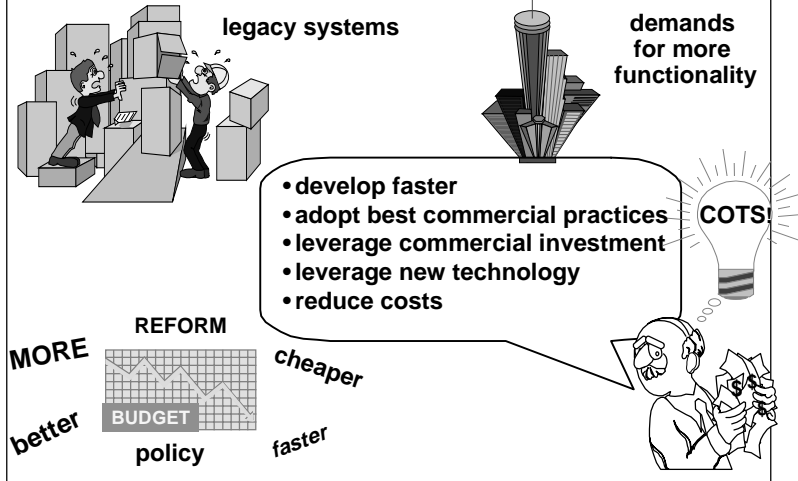 legacy systems
demands
for more
functionality
• develop faster
• adopt best commercial practices
• leverage commercial investment
• leverage new technology
• reduce costs
COTS!
REFORM
MORE
cheaper
BUDGET
better
policy
faster
$
$
$